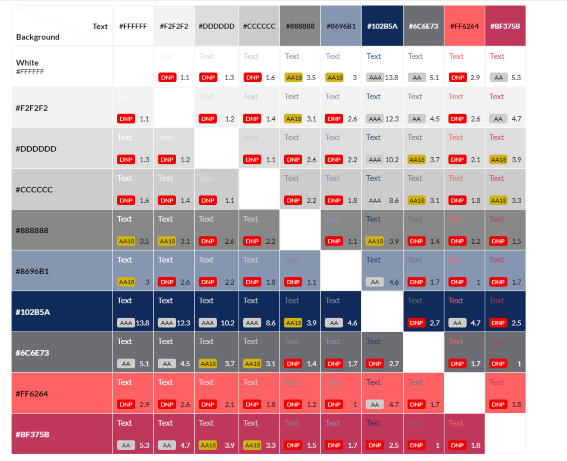 Text #FFFFFF #F2F2F2 #DDDDDD #CCCCCC #888888 #8696B1 #102B5A #6C6E73 #FF6264 #BF375B
Background
White Text Text Text Text Text Text Text Text Text
#FFFFFF DNP 1.1 DNP 1.3 DNP 1.6 AA18 3.5 AA18 3 AAA 13.8 AA 5.1 DNP 2.9 AA 5.3
Text Text Text Text Text Text Text Text Text
#F2F2F2 DNP 1.1 DNP 1.2 DNP 1.4 AA18 3.1 DNP 2.6 AAA 12.3 AA 4.5 DNP 2.6 AA 4.7
Text Text Text Text Text Text Text Text Text
#DDDDDD DNP 1.3 DNP 1.2 DNP 1.1 DNP 2.6 DNP 2.2 AAA 10.2 AA18 3.7 DNP 2.1 AA18 3.9
Text Text Text Text Text Text Text Text Text
#CCCCCC DNP 1.6 DNP 1.4 DNP 1.1 DNP 2.2 DNP 1.8 AAA 8.6 AA18 3.1 DNP 1.8 AA18 3.3
Text Text Text Text Text Text Text Text Text
#888888 AA18 3.5 AA18 3.1 DNP 2.6 DNP 2.2 DNP 1.1 AA18 3.9 DNP 1.4 DNP 1.2 DNP 1.5
Text Text Text Text Text Text Text Text Text
#8696B1 AA18 3 DNP 2.6 DNP 2.2 DNP 1.8 DNP 1.1 AA 4.6 DNP 1.7 DNP 1 DNP 1.7
Text Text Text Text Text Text Text Text Text
#102B5A AAA 13.8 AAA 12.3 AAA 10.2 AAA 8.6 AA18 3.9 AA 4.6 DNP 2.7 AA 4.7 DNP 2.5
Text Text Text Text Text Text Text Text Text
#6C6E73 AA 5.1 AA 4.5 AA18 3.7 AA18 3.1 DNP 1.4 DNP 1.7 DNP 2.7 DNP 1.7 DNP 1
Text Text Text Text Text Text Text Text Text
#FF6264 DNP 2.9 DNP 2.6 DNP 2.1 DNP 1.8 DNP 1.2 DNP 1 AA 4.7 DNP 1.7 DNP 1.8
Text Text Text Text Text Text Text Text Text
#BF375B AA 5.3 AA 4.7 AA18 3.9 AA18 3.3 DNP 1.5 DNP 1.7 DNP 2.5 DNP 1 DNP 1.8